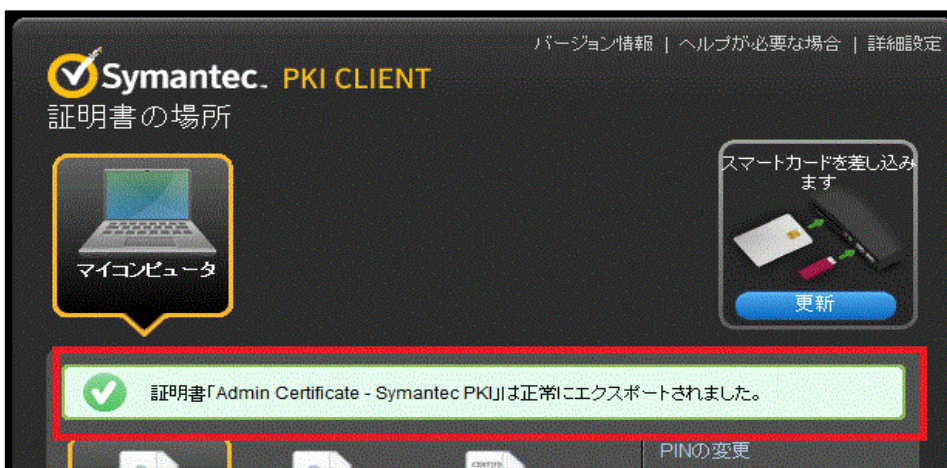 バージョン情報 | ヘルプが必要な場合 | 詳細設定
Symantec. PKI CLIENT
証明書の場所
スマートカードを差し込み
ます
マイコンピュータ
更新
証明書「Admin Certificate - Symantec PKI」は正常にエクスポートされました。
PINの変更